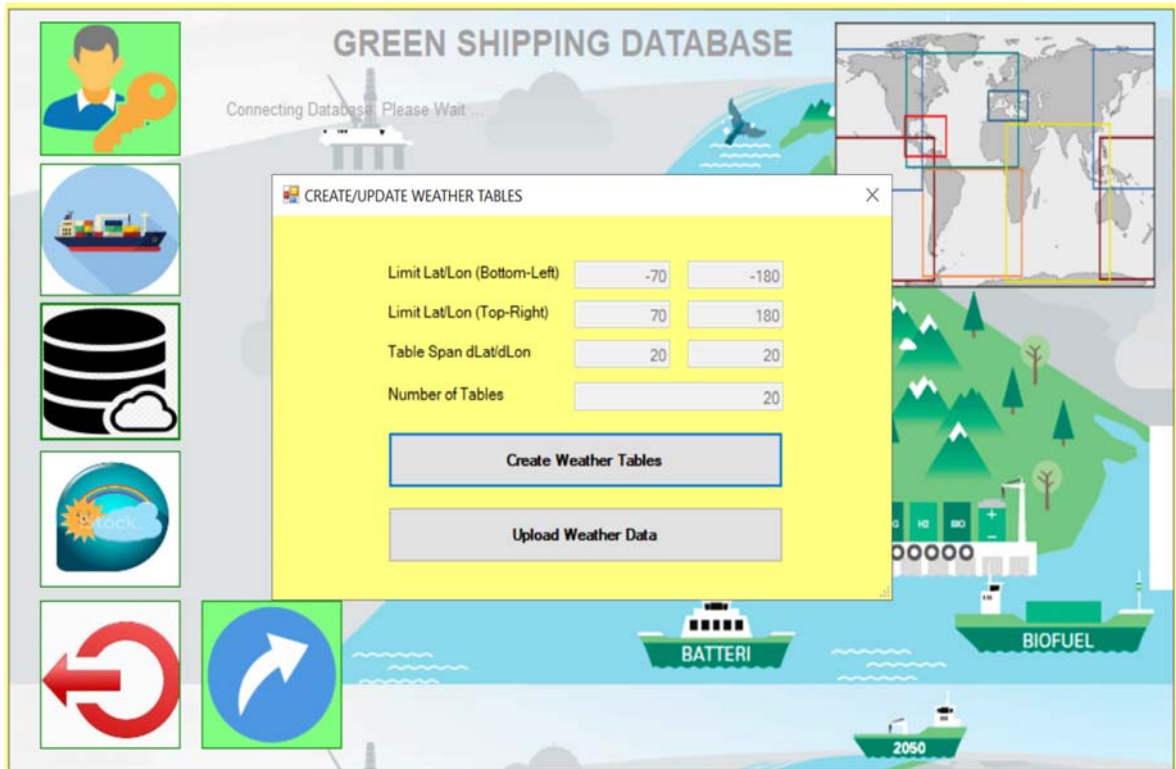 GREEN SHIPPING DATABASE
Connecting Database. Please Wait ...
CREATE/UPDATE WEATHER TABLES
Limit Lat/Lon (Bottom-Left) -70 -180
Limit Lat/Lon (Top-Right) 70 180
Table Span dLat/dLon 20 20
Number of Tables 20
Create Weather Tables
Upload Weather Data
iStock.
G H2 BIO
BATTERI
BIOFUEL
2050